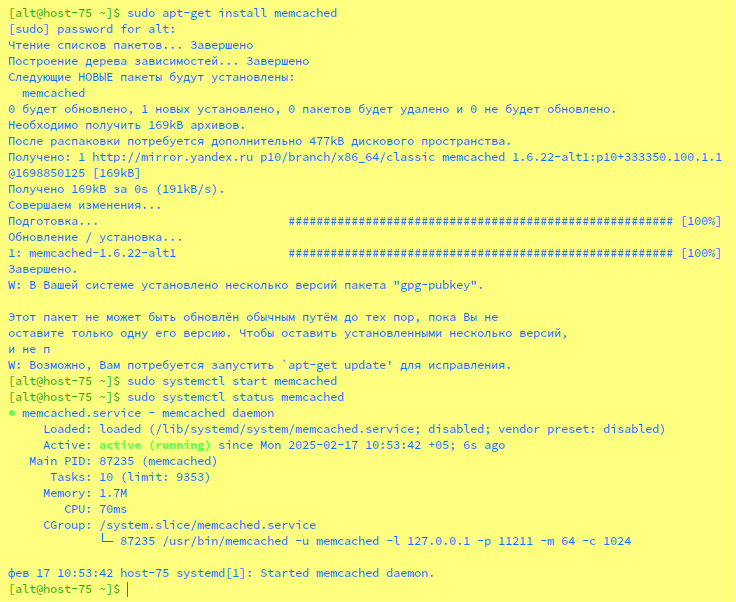 [alt@host-75 ~]$ sudo apt-get install memcached
[sudo] password for alt:
Чтение списков пакетов... Завершено
Построение дерева зависимостей... Завершено
Следующие НОВЫЕ пакеты будут установлены:
  memcached
0 будет обновлено, 1 новых установлено, 0 пакетов будет удалено и 0 не будет обновлено.
Необходимо получить 169kB архивов.
После распаковки потребуется дополнительно 477kB дискового пространства.
Получено: 1 http://mirror.yandex.ru p10/branch/x86_64/classic memcached 1.6.22-alt1:p10+333350.100.1.1
@1698850125 [169kB]
Получено 169kB за 0s (191kB/s).
Совершаем изменения...
Подготовка...                           ####################################################### [100%]
Обновление / установка...
1: memcached-1.6.22-alt1                ####################################################### [100%]
Завершено.
W: В Вашей системе установлено несколько версий пакета "gpg-pubkey".

Этот пакет не может быть обновлён обычным путём до тех пор, пока Вы не
оставите только одну его версию. Чтобы оставить установленными несколько версий,
и не п
W: Возможно, Вам потребуется запустить `apt-get update' для исправления.
[alt@host-75 ~]$ sudo systemctl start memcached
[alt@host-75 ~]$ sudo systemctl status memcached
● memcached.service - memcached daemon
     Loaded: loaded (/lib/systemd/system/memcached.service; disabled; vendor preset: disabled)
     Active: active (running) since Mon 2025-02-17 10:53:42 +05; 6s ago
   Main PID: 87235 (memcached)
      Tasks: 10 (limit: 9353)
     Memory: 1.7M
        CPU: 70ms
     CGroup: /system.slice/memcached.service
             └─ 87235 /usr/bin/memcached -u memcached -l 127.0.0.1 -p 11211 -m 64 -c 1024

фев 17 10:53:42 host-75 systemd[1]: Started memcached daemon.
[alt@host-75 ~]$